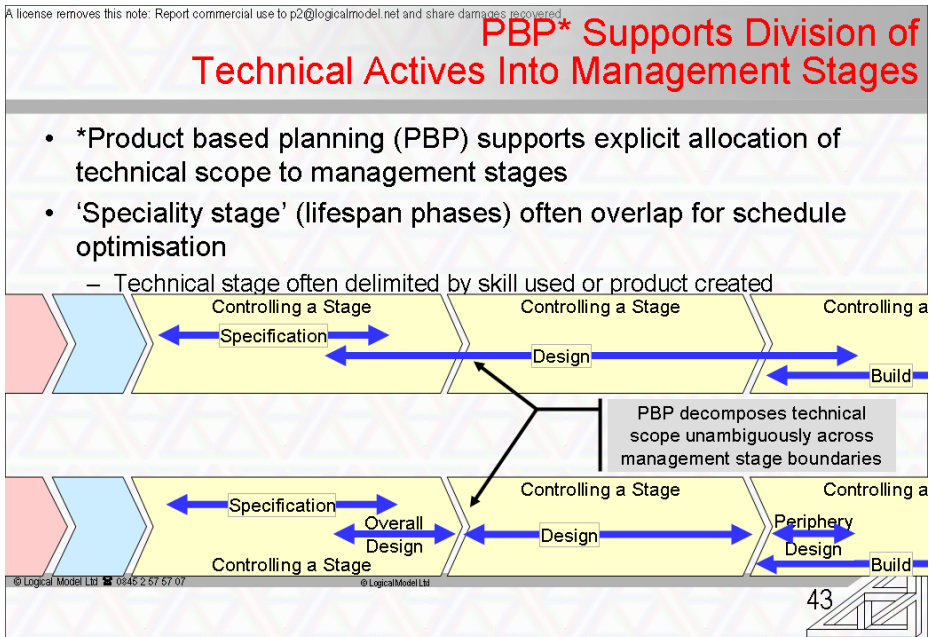 A license removes this note: Report commercial use to p2@logicalmodel.net and share damages recovered
PBP* Supports Division of
Technical Actives Into Management Stages
• *Product based planning (PBP) supports explicit allocation of
technical scope to management stages
• ‘Speciality stage’ (lifespan phases) often overlap for schedule
optimisation
– Technical stage often delimited by skill used or product created
Controlling a Stage
Controlling a Stage
Controlling a
Specification
Design
Build
PBP decomposes technical
scope unambiguously across
management stage boundaries
Controlling a Stage
Controlling a
Specification
Overall
Design
Design
Periphery
Design
Controlling a Stage
Build
© Logical Model Ltd ☎ 0845 2 57 57 07
© LogicalModel Ltd
43